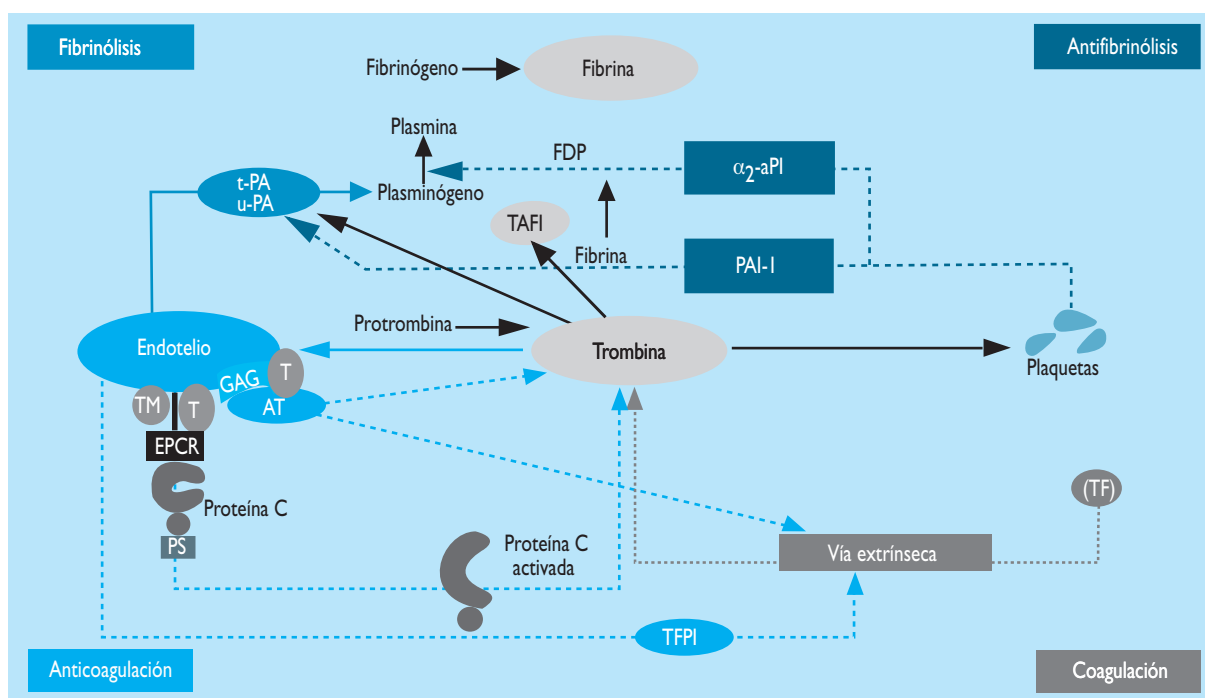 Fibrinólisis
Antifibrinólisis
Fibrinógeno
Fibrina
Plasmina
FDP
α2-aPI
t-PA
u-PA
Plasminógeno
TAFI
Fibrina
PAI-1
Protrombina
Endotelio
Trombina
Plaquetas
GAG
T
TM
T
AT
EPCR
Proteína C
PS
(TF)
Proteína C
activada
Vía extrínseca
TFPI
Anticoagulación
Coagulación